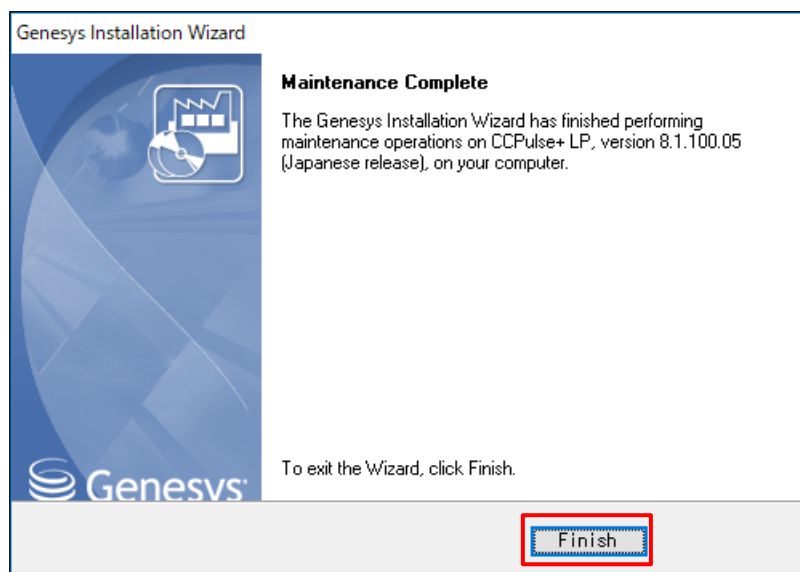 Genesys Installation Wizard
Maintenance Complete
The Genesys Installation Wizard has finished performing
maintenance operations on CCPulse+ LP, version 8.1.100.05
(Japanese release), on your computer.
To exit the Wizard, click Finish.
Genesys
Finish